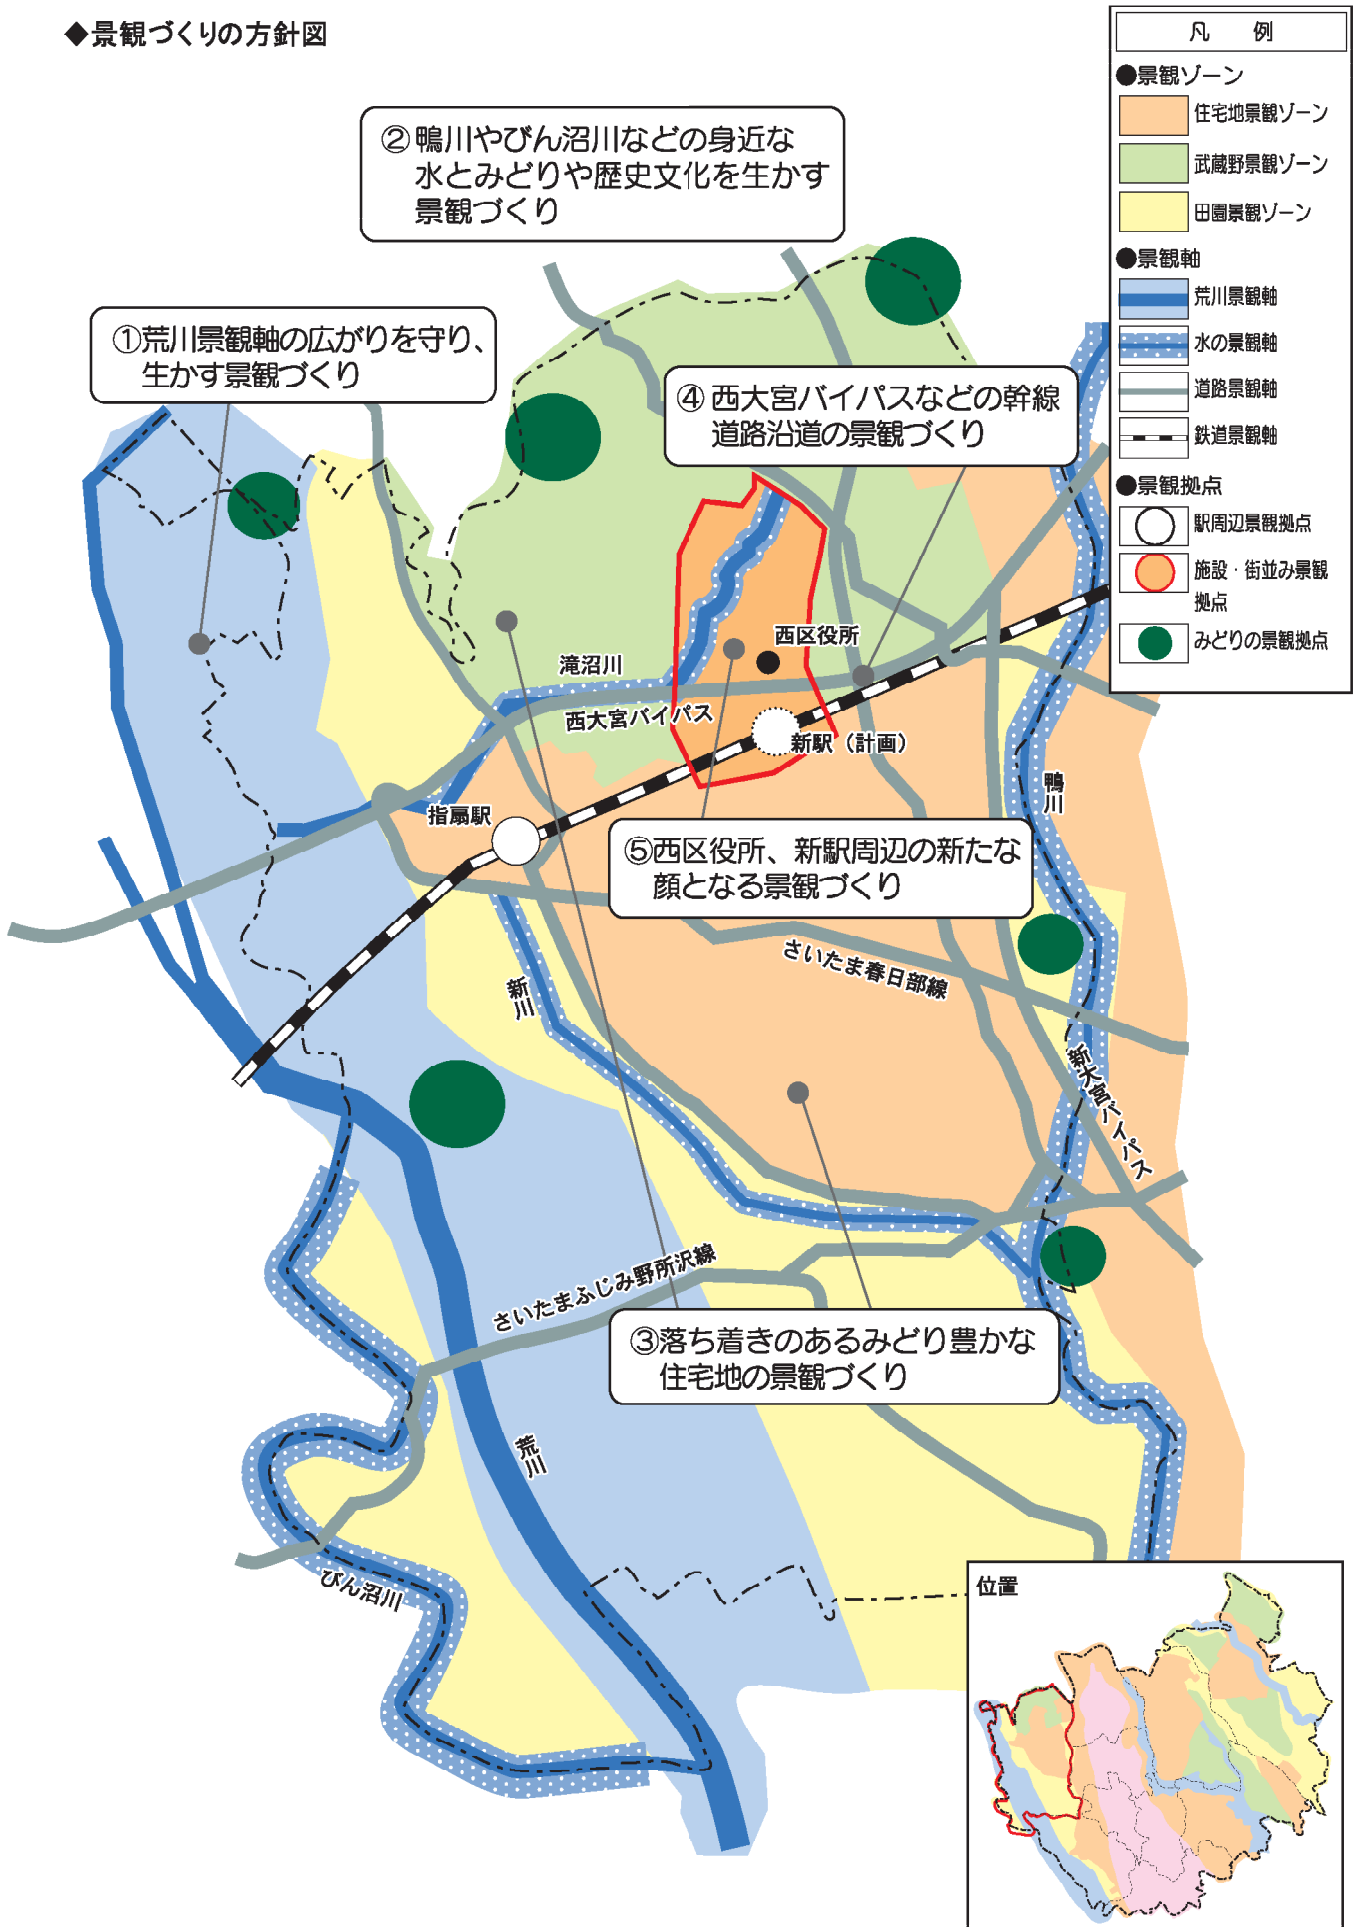 ◆景観づくりの方針図
凡　例
●景観ゾーン
住宅地景観ゾーン
武蔵野景観ゾーン
田園景観ゾーン
●景観軸
荒川景観軸
水の景観軸
道路景観軸
鉄道景観軸
●景観拠点
駅周辺景観拠点
施設・街並み景観
拠点
みどりの景観拠点
②鴨川やびん沼川などの身近な
水とみどりや歴史文化を生かす
景観づくり
①荒川景観軸の広がりを守り、
生かす景観づくり
④西大宮バイパスなどの幹線
道路沿道の景観づくり
西区役所
滝沼川
西大宮バイパス
新駅（計画）
鴨川
指扇駅
⑤西区役所、新駅周辺の新たな
顔となる景観づくり
さいたま春日部線
新川
新大宮バイパス
さいたまふじみ野所沢線
③落ち着きのあるみどり豊かな
住宅地の景観づくり
荒川
びん沼川
位置